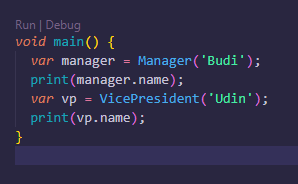 Run | Debug
void main() {
  var manager = Manager('Budi');
  print(manager.name);
  var vp = VicePresident('Udin');
  print(vp.name);
}